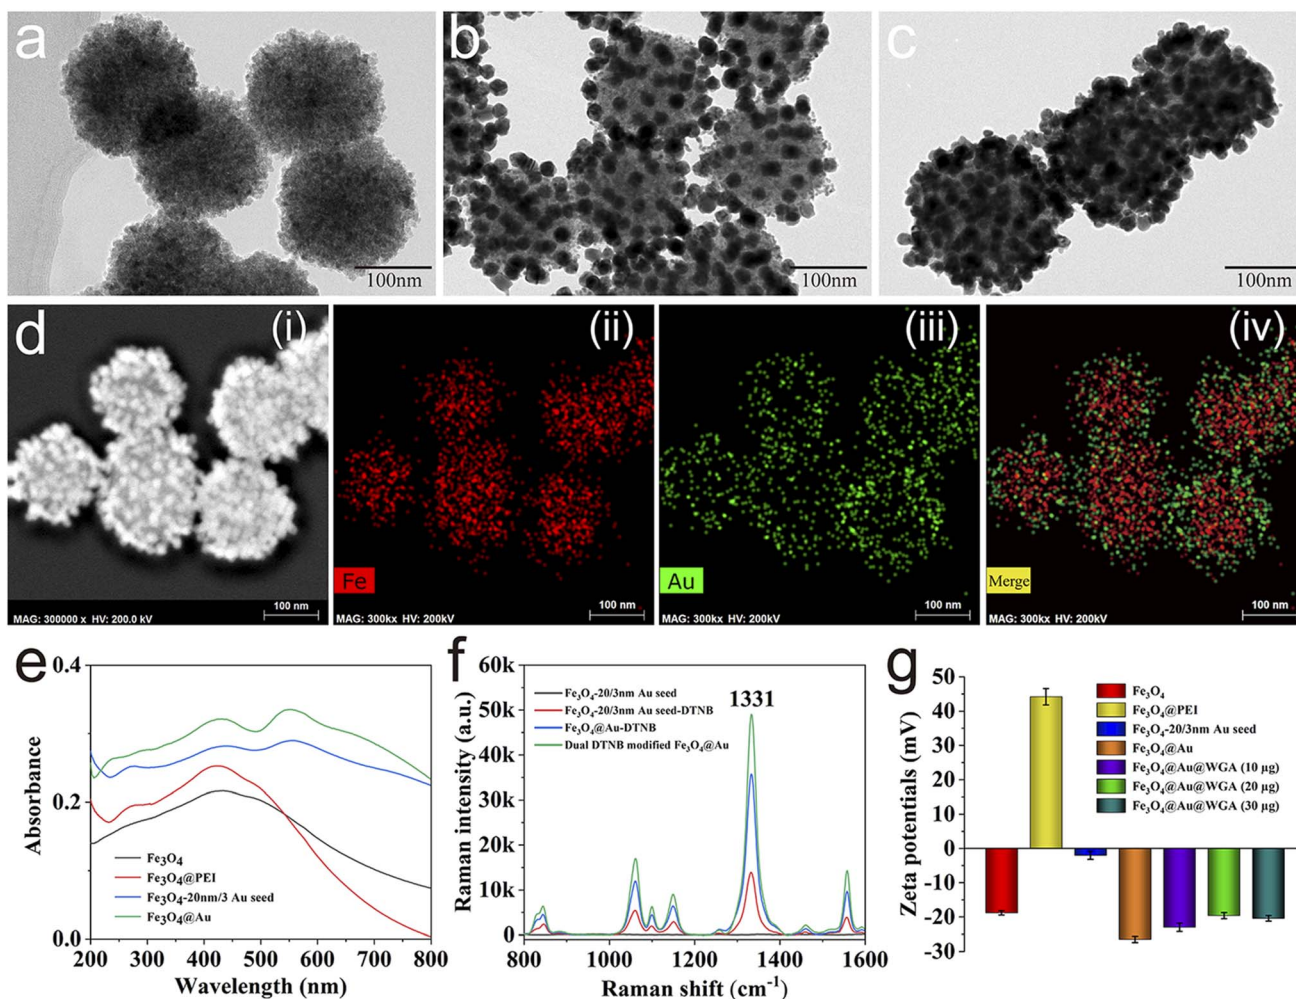 a
100nm
b
100nm
c
100nm
d
(i)
MAG: 300000 x HV: 200.0 kV
100 nm
(ii)
Fe
MAG: 300kx HV: 200kV
100 nm
(iii)
Au
MAG: 300kx HV: 200kV
100 nm
(iv)
Merge
MAG: 300kx HV: 200kV
100 nm
e
0.4
0.2
0.0
Absorbance
Fe₃O₄
Fe₃O₄@PEI
Fe₃O₄-20nm/3 Au seed
Fe₃O₄@Au
200 300 400 500 600 700 800
Wavelength (nm)
f
60k
50k
40k
30k
20k
10k
0
Raman intensity (a.u.)
Fe₃O₄-20/3nm Au seed
Fe₃O₄-20/3nm Au seed-DTNB
Fe₃O₄@Au-DTNB
Dual DTNB modified Fe₃O₄@Au
1331
800 1000 1200 1400 1600
Raman shift (cm⁻¹)
g
50
40
30
20
10
0
-10
-20
-30
Zeta potentials (mV)
Fe₃O₄
Fe₃O₄@PEI
Fe₃O₄-20/3nm Au seed
Fe₃O₄@Au
Fe₃O₄@Au@WGA (10 µg)
Fe₃O₄@Au@WGA (20 µg)
Fe₃O₄@Au@WGA (30 µg)